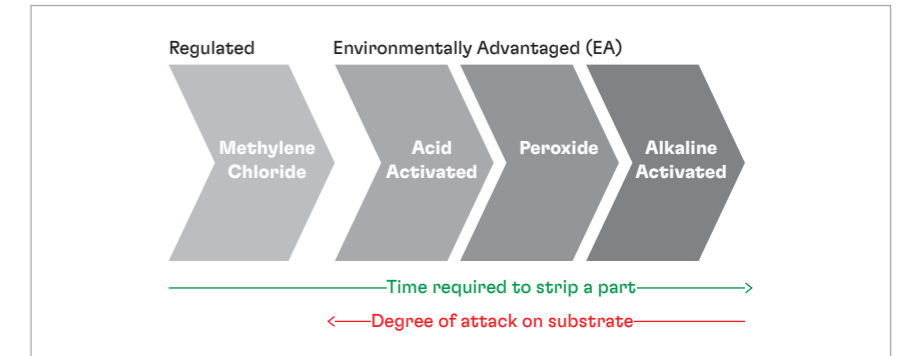 Regulated
Environmentally Advantaged (EA)
Methylene
Chloride
Acid
Activated
Peroxide
Alkaline
Activated
Time required to strip a part
Degree of attack on substrate